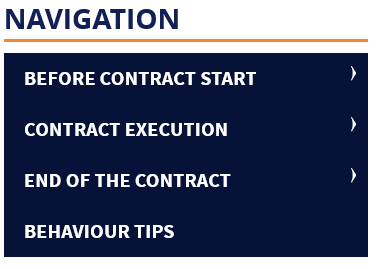 NAVIGATION
BEFORE CONTRACT START
CONTRACT EXECUTION
END OF THE CONTRACT
BEHAVIOUR TIPS